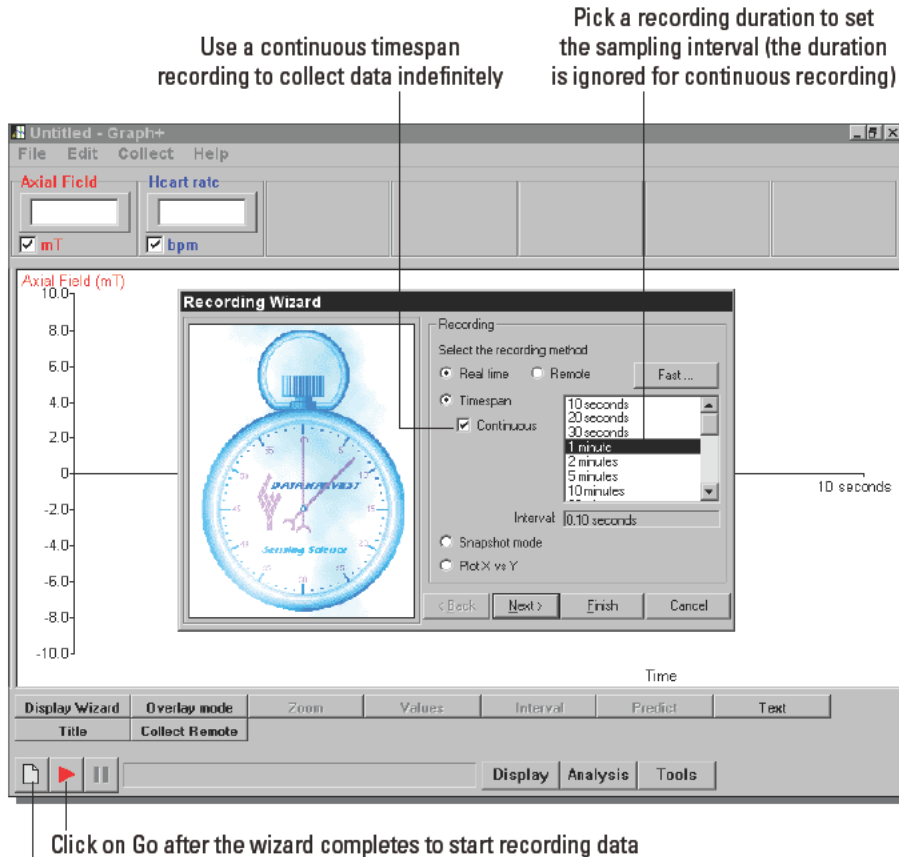 Pick a recording duration to set
the sampling interval (the duration
is ignored for continuous recording)
Use a continuous timespan
recording to collect data indefinitely
Untitled - Graph+
File Edit Collect Help
Axial Field
Heart rate
mT
bpm
Axial Field (mT)
10.0
8.0
6.0
4.0
2.0
0
-2.0
-4.0
-6.0
-8.0
-10.0
10 seconds
Time
Recording Wizard
DATA HARVEST
Sensing Science
Recording
Select the recording method
Real time Remote Fast ...
Timespan
Continuous
10 seconds
20 seconds
30 seconds
1 minute
2 minutes
5 minutes
10 minutes
Interval 0.10 seconds
Snapshot mode
Plot X vs Y
< Back Next > Finish Cancel
Display Wizard Overlay mode Zoom Values Interval Predict Text
Title Collect Remote
Display Analysis Tools
Click on Go after the wizard completes to start recording data